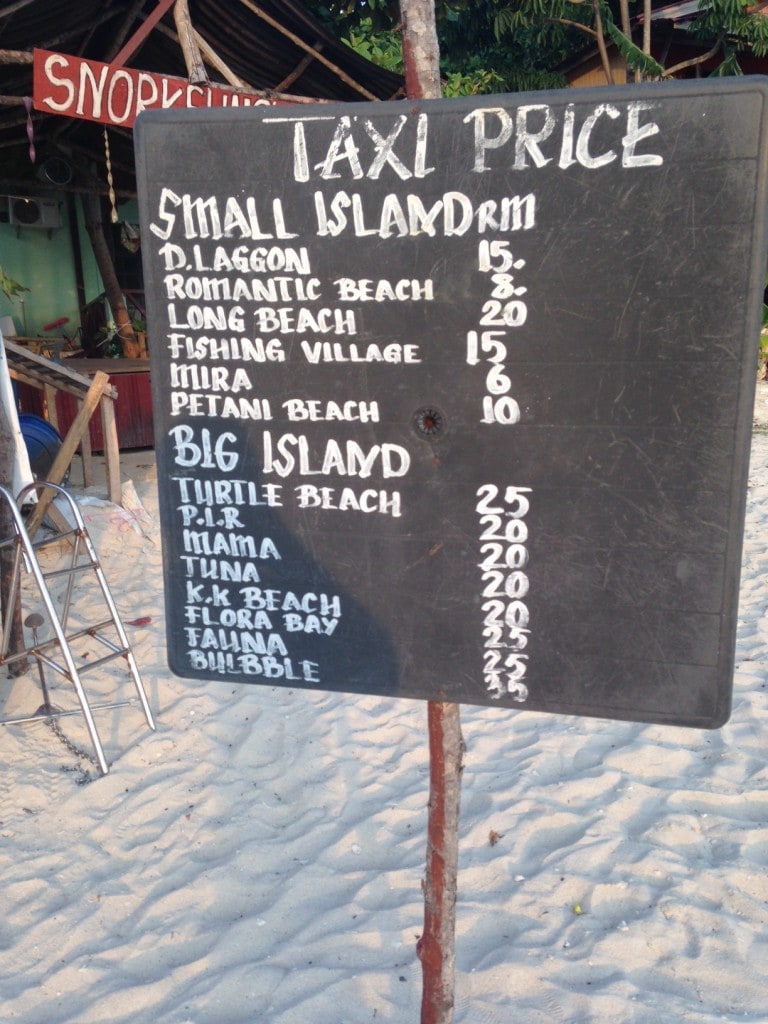 TAXI PRICE
SMALL ISLAND RM
D.LAGGON 15.
ROMANTIC BEACH 8.
LONG BEACH 20
FISHING VILLAGE 15
MIRA 6
PETANI BEACH 10
BIG ISLAND
TURTLE BEACH 25
P.I.R 20
MAMA 20
TUNA 20
K.K BEACH 20
FLORA BAY 25
FAUNA 25
BULBBLE 35